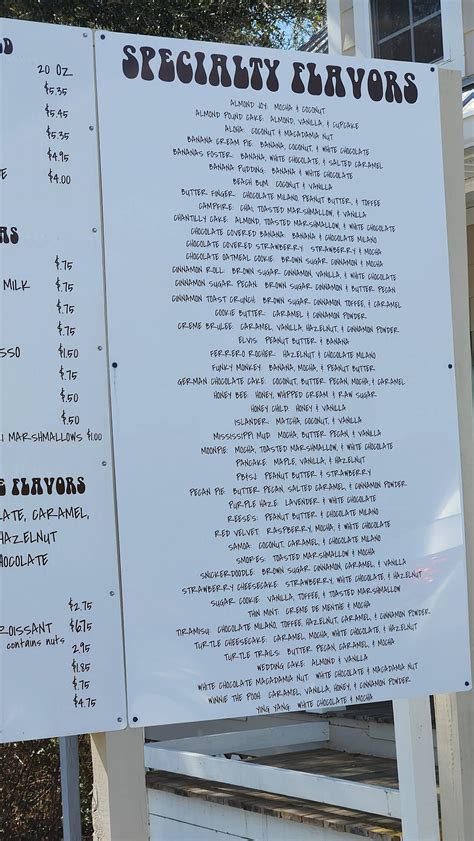 D
20 OZ
$5.35
$5.45
$5.35
$4.95
E $4.00
AS
$.75
MILK $.75
$.75
$.75
SSO $1.50
$.75
$.50
$.50
I MARSHMALLOWS $1.00
E FLAVORS
LATE, CARAMEL,
HAZELNUT
HOCOLATE
$2.75
ROISSANT $6.75
contains nuts 2.95
$1.85
$.75
$4.75
SPECIALTY FLAVORS
ALMOND JOY: MOCHA & COCONUT
ALMOND POUND CAKE: ALMOND, VANILLA, & CUPCAKE
ALOHA: COCONUT & MACADAMIA NUT
BANANA CREAM PIE: BANANA, COCONUT, & WHITE CHOCOLATE
BANANAS FOSTER: BANANA, WHITE CHOCOLATE, & SALTED CARAMEL
BANANA PUDDING: BANANA & WHITE CHOCOLATE
BEACH BUM: COCONUT & VANILLA
BUTTER FINGER: CHOCOLATE MILANO, PEANUT BUTTER, & TOFFEE
CAMPFIRE: CHAI, TOASTED MARSHMALLOW, & VANILLA
CHANTILLY CAKE: ALMOND, TOASTED MARSHMALLOW, & WHITE CHOCOLATE
CHOCOLATE COVERED BANANA: BANANA & CHOCOLATE MILANO
CHOCOLATE COVERED STRAWBERRY: STRAWBERRY & MOCHA
CHOCOLATE OATMEAL COOKIE: BROWN SUGAR CINNAMON & MOCHA
CINNAMON ROLL: BROWN SUGAR CINNAMON, VANILLA, & WHITE CHOCOLATE
CINNAMON SUGAR PECAN: BROWN SUGAR CINNAMON & BUTTER PECAN
CINNAMON TOAST CRUNCH: BROWN SUGAR CINNAMON, TOFFEE, & CARAMEL
COOKIE BUTTER: CARAMEL & CINNAMON POWDER
CREME BRULEE: CARAMEL, VANILLA, HAZELNUT, & CINNAMON POWDER
ELVIS: PEANUT BUTTER & BANANA
FERRERO ROCHER: HAZELNUT & CHOCOLATE MILANO
FUNKY MONKEY: BANANA, MOCHA, & PEANUT BUTTER
GERMAN CHOCOLATE CAKE: COCONUT, BUTTER PECAN, MOCHA, & CARAMEL
HONEY BEE: HONEY, WHIPPED CREAM & RAW SUGAR
HONEY CHILD: HONEY & VANILLA
ISLANDER: MATCHA, COCONUT, & VANILLA
MISSISSIPPI MUD: MOCHA, BUTTER PECAN, & VANILLA
MOONPIE: MOCHA, TOASTED MARSHMALLOW, & WHITE CHOCOLATE
PANCAKE: MAPLE, VANILLA, & HAZELNUT
PB&J: PEANUT BUTTER & STRAWBERRY
PECAN PIE: BUTTER PECAN, SALTED CARAMEL, & CINNAMON POWDER
PURPLE HAZE: LAVENDER & WHITE CHOCOLATE
REESE'S: PEANUT BUTTER & CHOCOLATE MILANO
RED VELVET: RASPBERRY, MOCHA, & WHITE CHOCOLATE
SAMOA: COCONUT, CARAMEL, & CHOCOLATE MILANO
SMORES: TOASTED MARSHMALLOW & MOCHA
SNICKERDOODLE: BROWN SUGAR CINNAMON, CARAMEL, & VANILLA
STRAWBERRY CHEESECAKE: STRAWBERRY, WHITE CHOCOLATE, & HAZELNUT
SUGAR COOKIE: VANILLA, TOFFEE, & TOASTED MARSHMALLOW
THIN MINT: CREME DE MENTHE & MOCHA
TIRAMISU: CHOCOLATE MILANO, TOFFEE, HAZELNUT, CARAMEL, & CINNAMON POWDER
TURTLE CHEESECAKE: CARAMEL, MOCHA, WHITE CHOCOLATE, & HAZELNUT
TURTLE TRAILS: BUTTER PECAN, CARAMEL, & MOCHA
WEDDING CAKE: ALMOND & VANILLA
WHITE CHOCOLATE MACADAMIA NUT: WHITE CHOCOLATE & MACADAMIA NUT
WINNIE THE POOH: CARAMEL, VANILLA, HONEY, & CINNAMON POWDER
YING YANG: WHITE CHOCOLATE & MOCHA